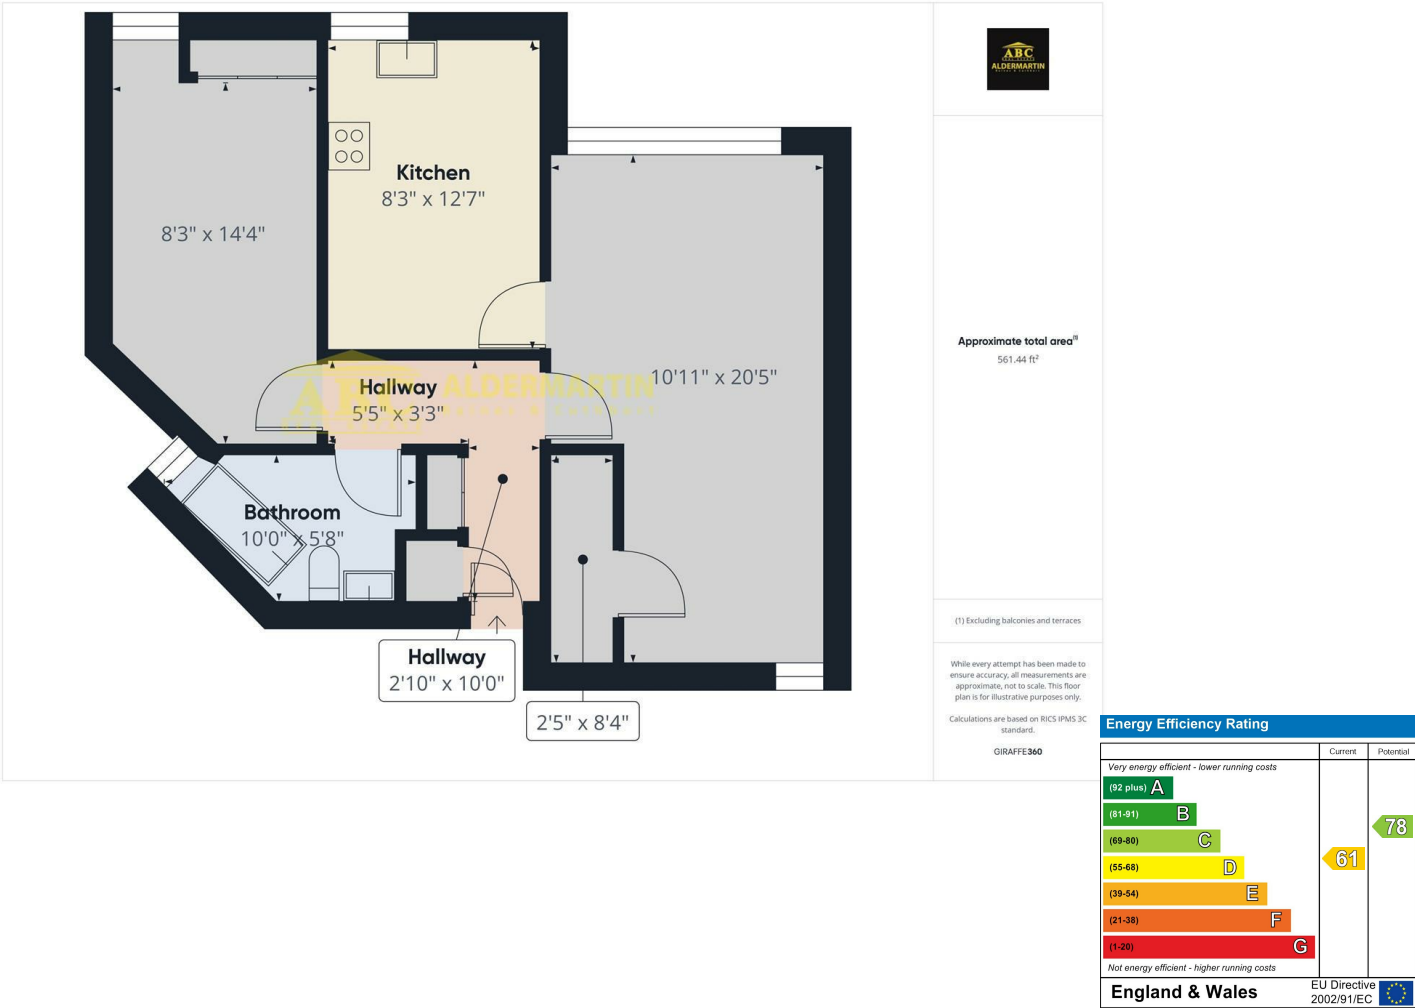 ABC
ALDERMARTIN
Kitchen
8'3" x 12'7"
8'3" x 14'4"
Hallway
5'5" x 3'3"
ABC ALDERMARTIN
10'11" x 20'5"
Bathroom
10'0" x 5'8"
Hallway
2'10" x 10'0"
2'5" x 8'4"
Approximate total area(1)
561.44 ft²
(1) Excluding balconies and terraces
While every attempt has been made to
ensure accuracy, all measurements are
approximate, not to scale. This floor
plan is for illustrative purposes only.
Calculations are based on RICS IPMS 3C
standard.
GIRAFFE360
Energy Efficiency Rating
Current Potential
Very energy efficient - lower running costs
(92 plus) A
(81-91) B
(69-80) C
(55-68) D
(39-54) E
(21-38) F
(1-20) G
61
78
Not energy efficient - higher running costs
England & Wales
EU Directive
2002/91/EC